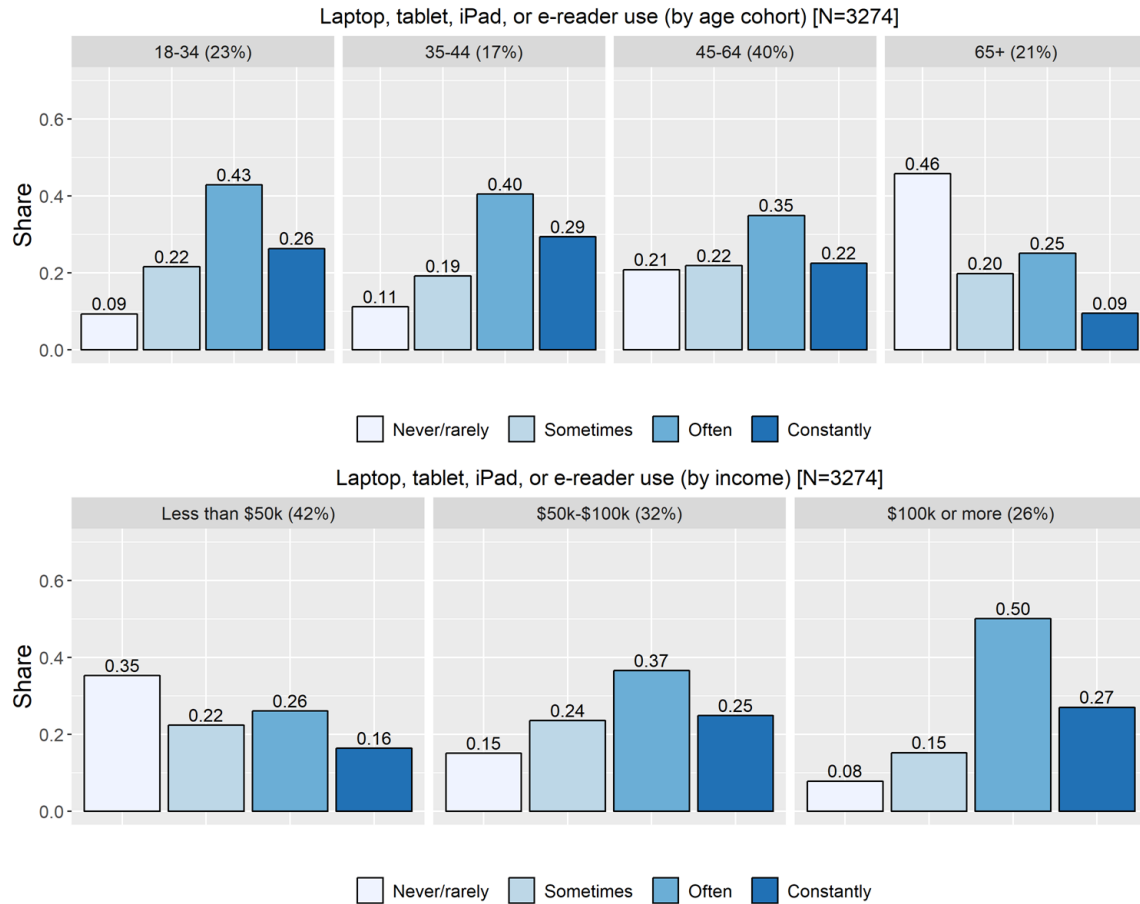 Laptop, tablet, iPad, or e-reader use (by age cohort) [N=3274]
18-34 (23%) 35-44 (17%) 45-64 (40%) 65+ (21%)
Share
0.6
0.4
0.2
0.0
0.09 0.22 0.43 0.26
0.11 0.19 0.40 0.29
0.21 0.22 0.35 0.22
0.46 0.20 0.25 0.09
Never/rarely Sometimes Often Constantly
Laptop, tablet, iPad, or e-reader use (by income) [N=3274]
Less than $50k (42%) $50k-$100k (32%) $100k or more (26%)
Share
0.6
0.4
0.2
0.0
0.35 0.22 0.26 0.16
0.15 0.24 0.37 0.25
0.08 0.15 0.50 0.27
Never/rarely Sometimes Often Constantly